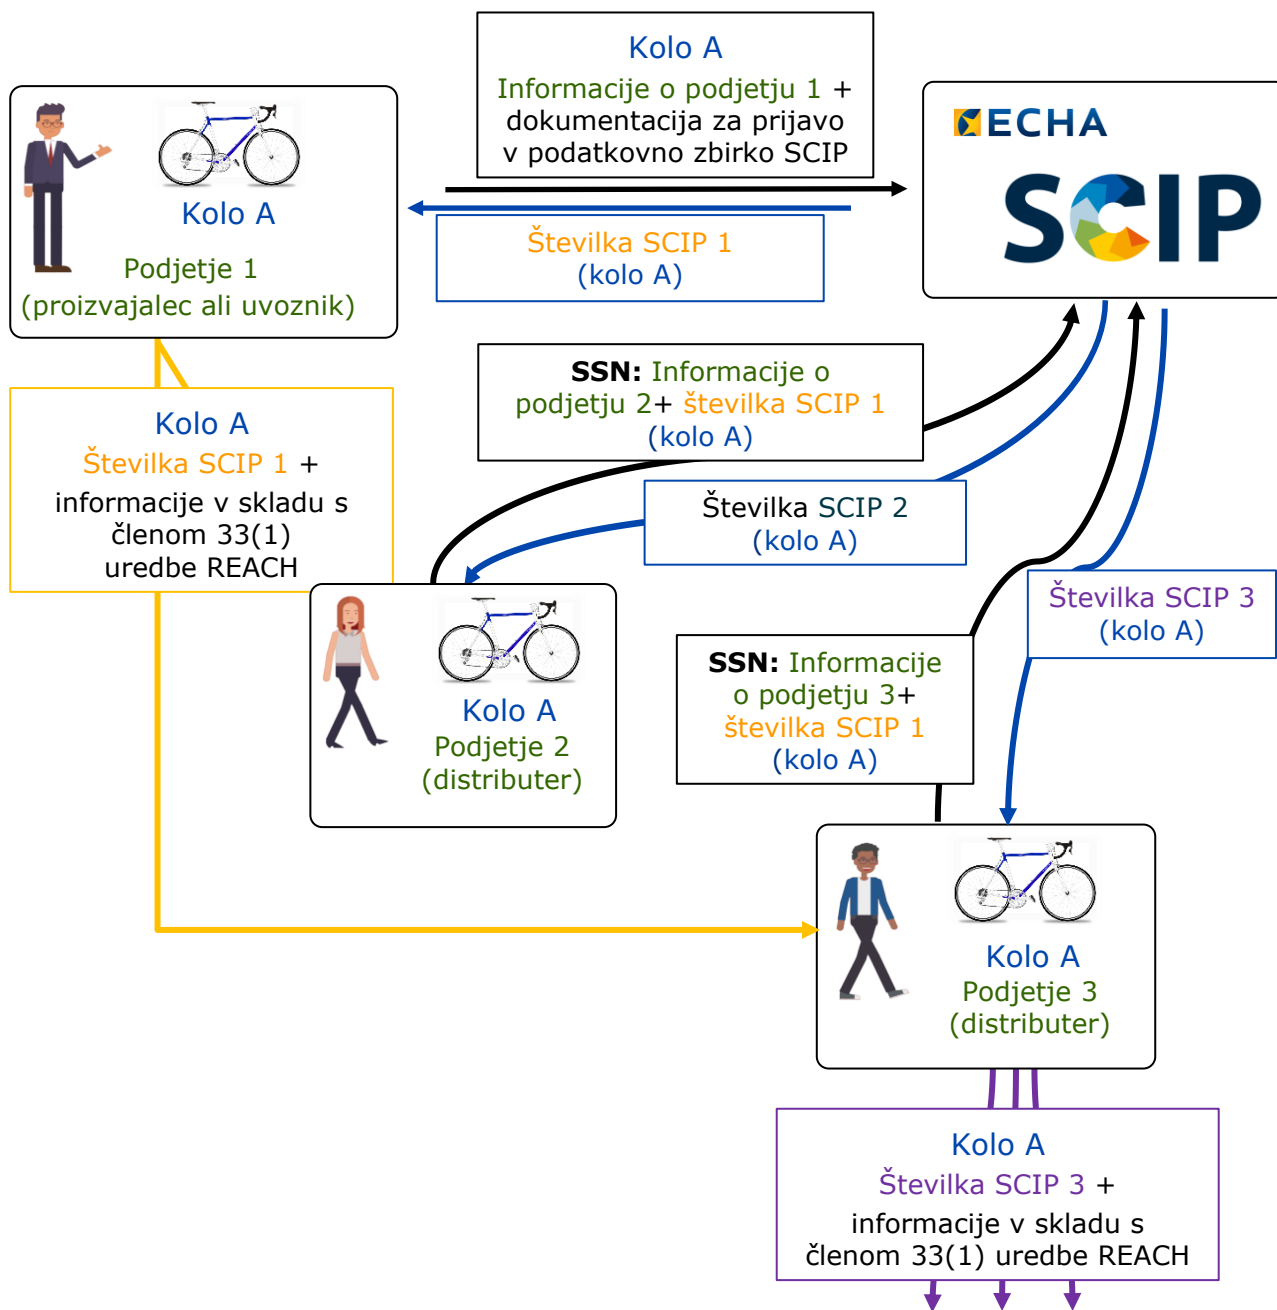 Kolo A
Informacije o podjetju 1 +
dokumentacija za prijavo
v podatkovno zbirko SCIP
Kolo A
Podjetje 1
(proizvajalec ali uvoznik)
ECHA
SCIP
Številka SCIP 1
(kolo A)
SSN: Informacije o
podjetju 2+ številka SCIP 1
(kolo A)
Kolo A
Številka SCIP 1 +
informacije v skladu s
členom 33(1)
uredbe REACH
Številka SCIP 2
(kolo A)
Številka SCIP 3
(kolo A)
Kolo A
Podjetje 2
(distributer)
SSN: Informacije
o podjetju 3+
številka SCIP 1
(kolo A)
Kolo A
Podjetje 3
(distributer)
Kolo A
Številka SCIP 3 +
informacije v skladu s
členom 33(1) uredbe REACH